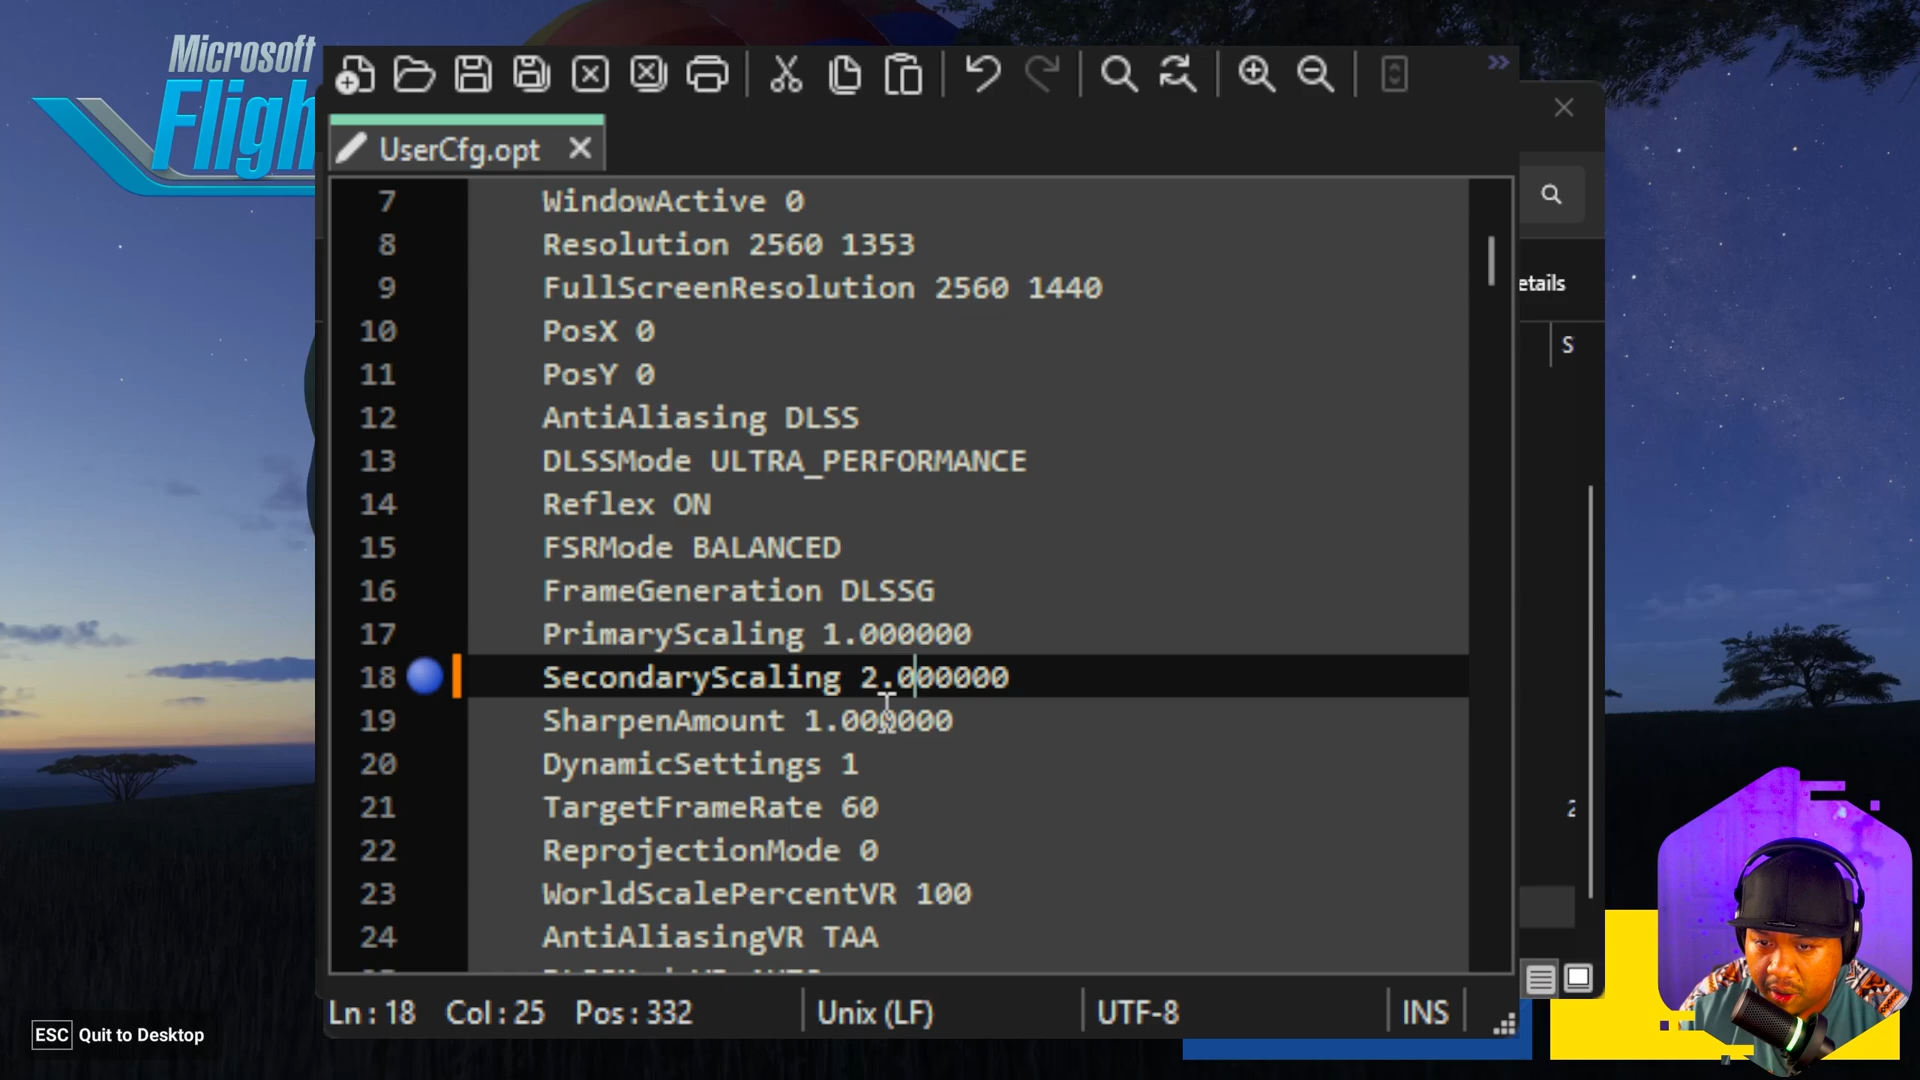 Microsoft
Fligh
UserCfg.opt
etails
S
7 WindowActive 0
8 Resolution 2560 1353
9 FullScreenResolution 2560 1440
10 PosX 0
11 PosY 0
12 AntiAliasing DLSS
13 DLSSMode ULTRA_PERFORMANCE
14 Reflex ON
15 FSRMode BALANCED
16 FrameGeneration DLSSG
17 PrimaryScaling 1.000000
18 SecondaryScaling 2.000000
19 SharpenAmount 1.000000
20 DynamicSettings 1
21 TargetFrameRate 60
2
22 ReprojectionMode 0
23 WorldScalePercentVR 100
24 AntiAliasingVR TAA
Ln : 18 Col : 25 Pos : 332 Unix (LF) UTF-8 INS
ESC Quit to Desktop